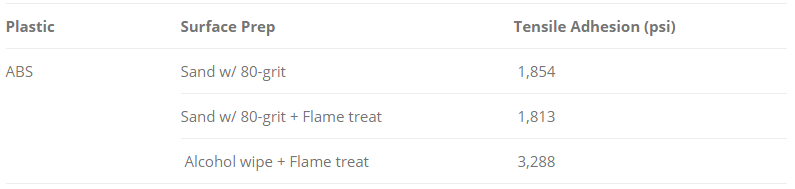 Plastic Surface Prep Tensile Adhesion (psi)
ABS Sand w/ 80-grit 1,854
Sand w/ 80-grit + Flame treat 1,813
Alcohol wipe + Flame treat 3,288